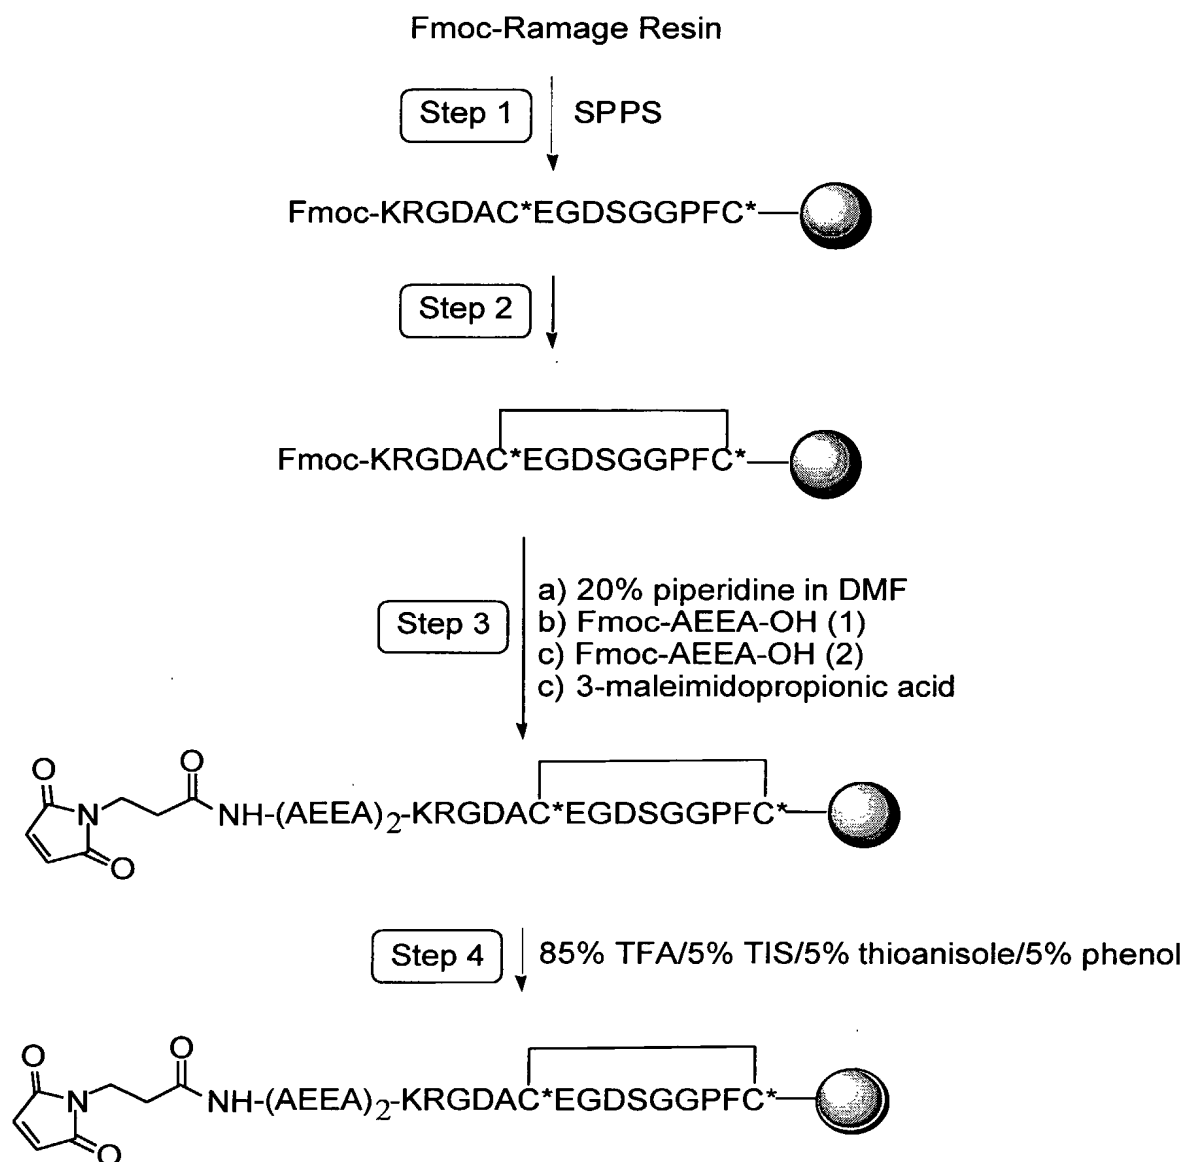 Fmoc-Ramage Resin
Step 1
SPPS
Fmoc-KRGDAC*EGDSGGPFC*
Step 2
Fmoc-KRGDAC*EGDSGGPFC*
Step 3
a) 20% piperidine in DMF
b) Fmoc-AEEA-OH (1)
c) Fmoc-AEEA-OH (2)
c) 3-maleimidopropionic acid
O
O
N
O
NH-(AEEA)2-KRGDAC*EGDSGGPFC*
Step 4
85% TFA/5% TIS/5% thioanisole/5% phenol
O
O
N
O
NH-(AEEA)2-KRGDAC*EGDSGGPFC*